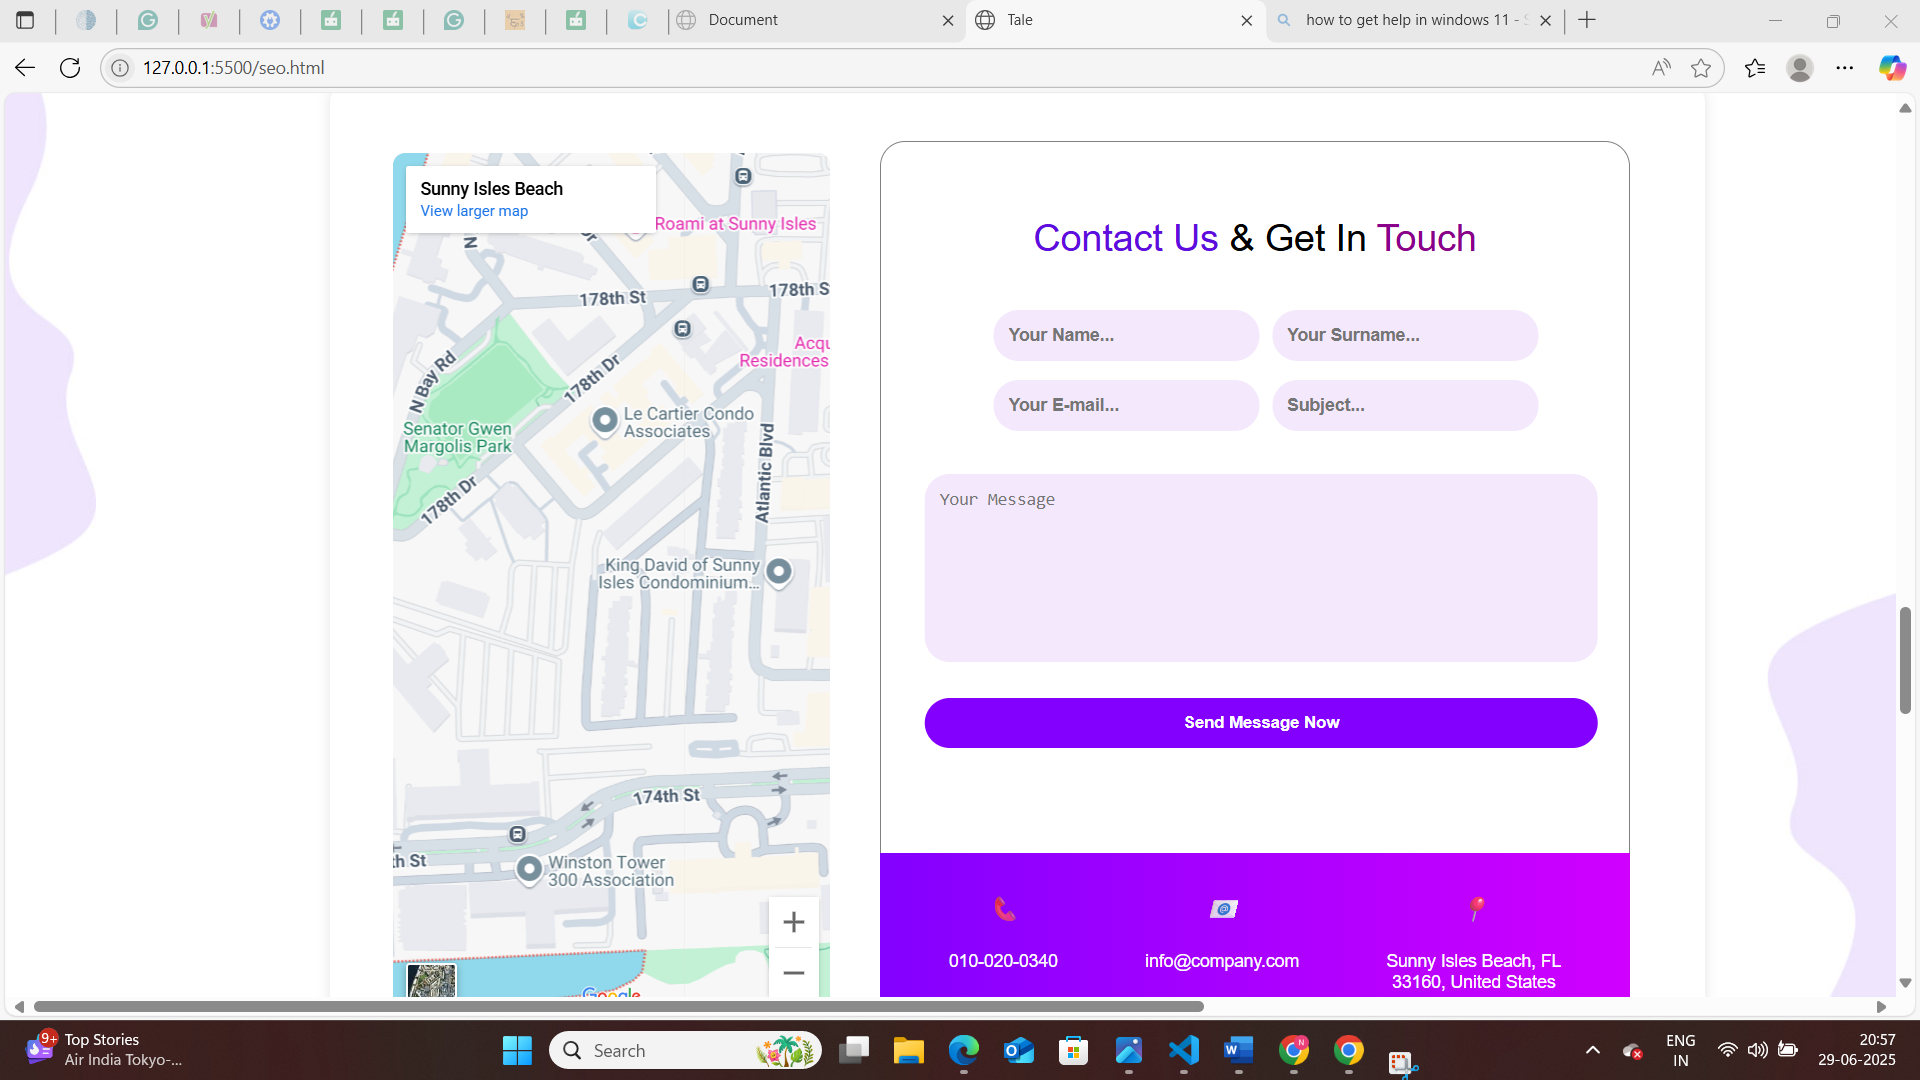 Document
Tale
how to get help in windows 11 -
127.0.0.1:5500/seo.html
Sunny Isles Beach
View larger map
Roami at Sunny Isles
N
Dr
178th St
178th S
Acqu
Residences
N Bay Rd
178th Dr
Le Cartier Condo
Associates
Senator Gwen
Margolis Park
Atlantic Blvd
178th Dr
King David of Sunny
Isles Condominium...
174th St
th St
Winston Tower
300 Association
Google
Contact Us & Get In Touch
Your Name...
Your Surname...
Your E-mail...
Subject...
Your Message
Send Message Now
010-020-0340
info@company.com
Sunny Isles Beach, FL
33160, United States
9+
Top Stories
Air India Tokyo-...
Search
ENG
IN
20:57
29-06-2025